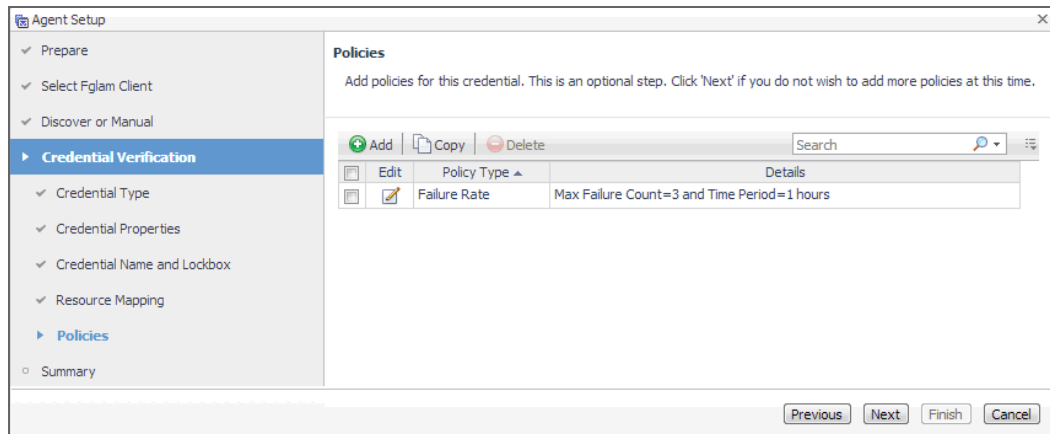 Agent Setup
Prepare
Select Fglam Client
Discover or Manual
Credential Verification
Credential Type
Credential Properties
Credential Name and Lockbox
Resource Mapping
Policies
Summary
Policies
Add policies for this credential. This is an optional step. Click 'Next' if you do not wish to add more policies at this time.
Add Copy Delete Search
Edit Policy Type Details
Failure Rate Max Failure Count=3 and Time Period=1 hours
Previous Next Finish Cancel